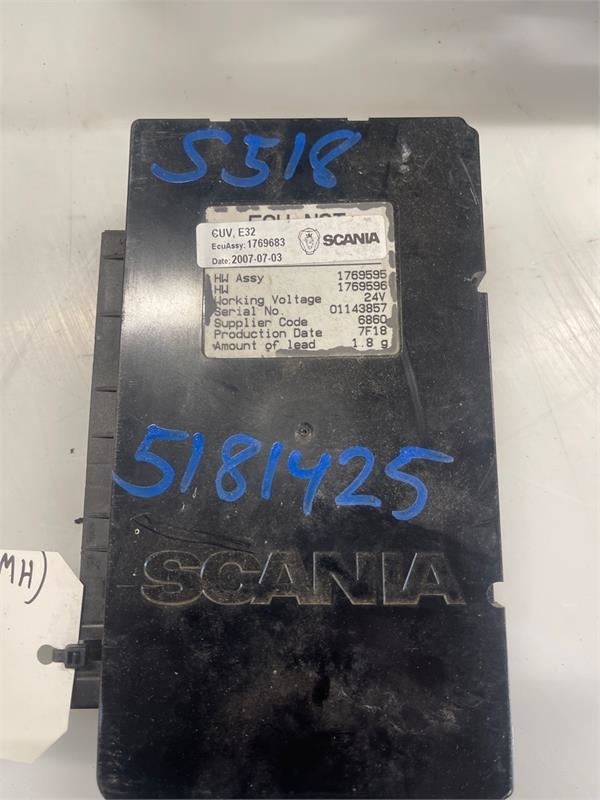 S518
ECU NOT
CUV, E32
EcuAssy: 1769683
Date: 2007-07-03
SCANIA
HW Assy 1769595
HW 1769596
Working Voltage 24V
Serial No. 01143857
Supplier Code 6860
Production Date 7F18
Amount of lead 1.8 g
5181425
MH)
SCANIA